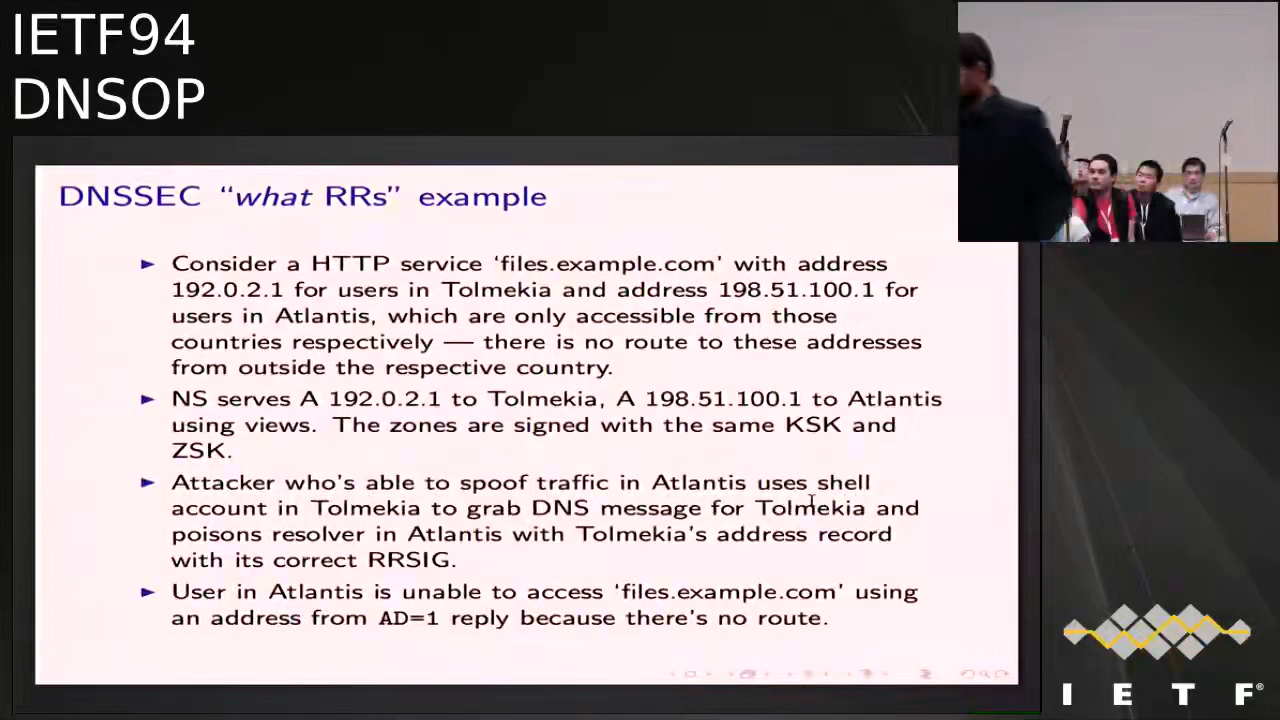 IETF94
DNSOP
DNSSEC “what RRs” example
► Consider a HTTP service ‘files.example.com’ with address
192.0.2.1 for users in Tolmekia and address 198.51.100.1 for
users in Atlantis, which are only accessible from those
countries respectively — there is no route to these addresses
from outside the respective country.
► NS serves A 192.0.2.1 to Tolmekia, A 198.51.100.1 to Atlantis
using views. The zones are signed with the same KSK and
ZSK.
► Attacker who’s able to spoof traffic in Atlantis uses shell
account in Tolmekia to grab DNS message for Tolmekia and
poisons resolver in Atlantis with Tolmekia’s address record
with its correct RRSIG.
► User in Atlantis is unable to access ‘files.example.com’ using
an address from AD=1 reply because there’s no route.
I E T F®